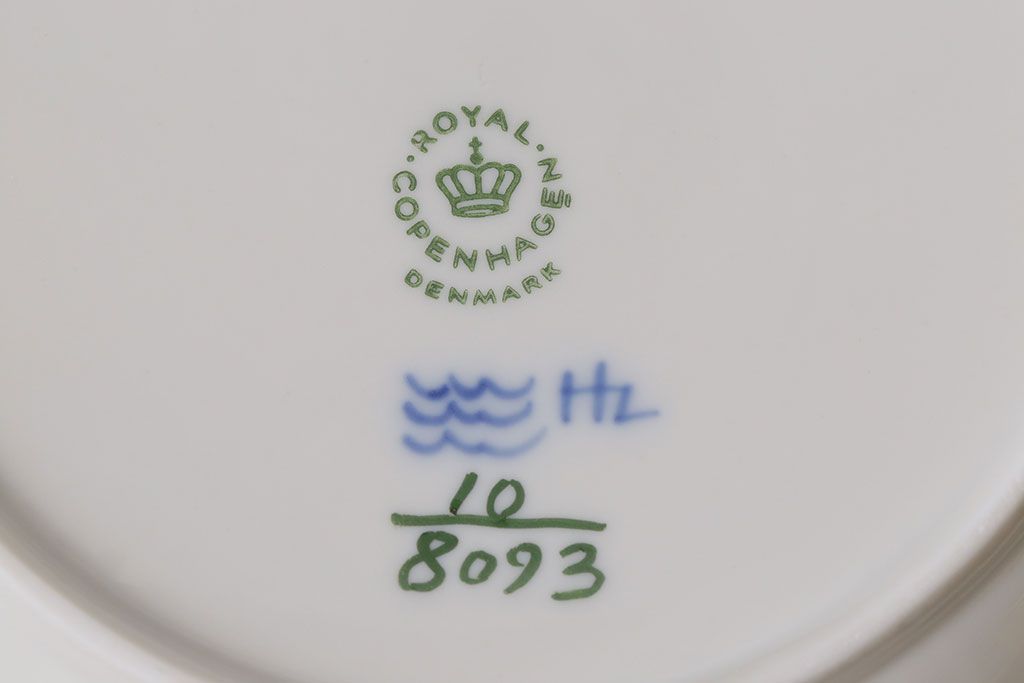 ROYAL
COPENHAGEN
DENMARK
Hz
10
8093